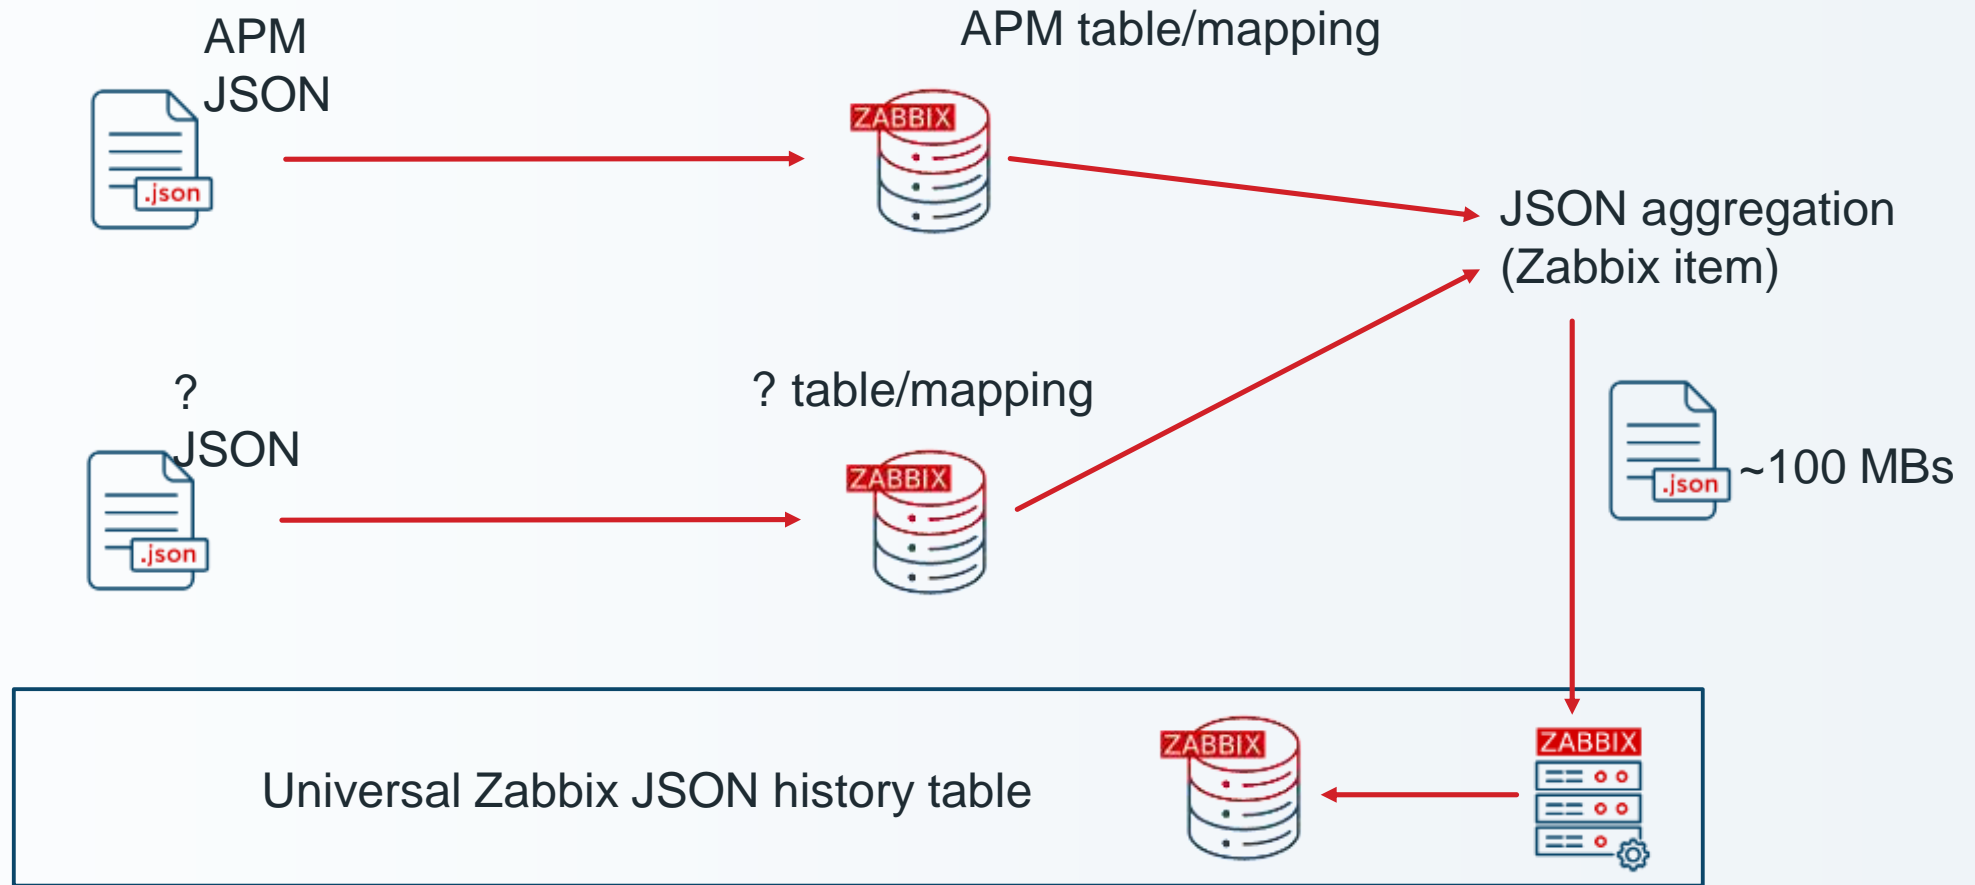 APM
JSON
.json
APM table/mapping
ZABBIX
JSON aggregation
(Zabbix item)
?
JSON
.json
? table/mapping
ZABBIX
.json
~100 MBs
Universal Zabbix JSON history table
ZABBIX
ZABBIX